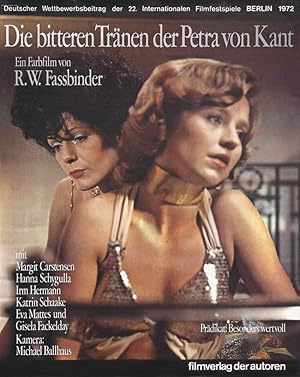 Deutscher Wettbewerbsbeitrag der 22. Internationalen Filmfestspiele BERLIN 1972
Die bitteren Tränen der Petra von Kant
Ein Farbfilm von
R.W. Fassbinder
mit
Margit Carstensen
Hanna Schygulla
Irm Hermann
Katrin Schaake
Eva Mattes und
Gisela Fackelday
Kamera:
Michael Ballhaus
Prädikat: Besonders wertvoll
filmverlag der autoren